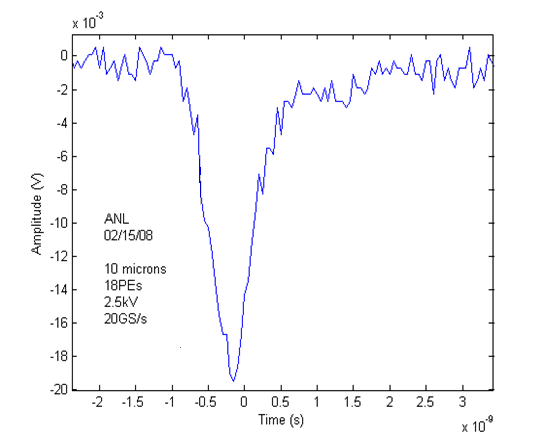 x 10-3
0
-2
-4
-6
-8
-10
-12
-14
-16
-18
-20
Amplitude (V)
ANL
02/15/08
10 microns
18PEs
2.5kV
20GS/s
-2 -1.5 -1 -0.5 0 0.5 1 1.5 2 2.5 3
Time (s)
x 10-9